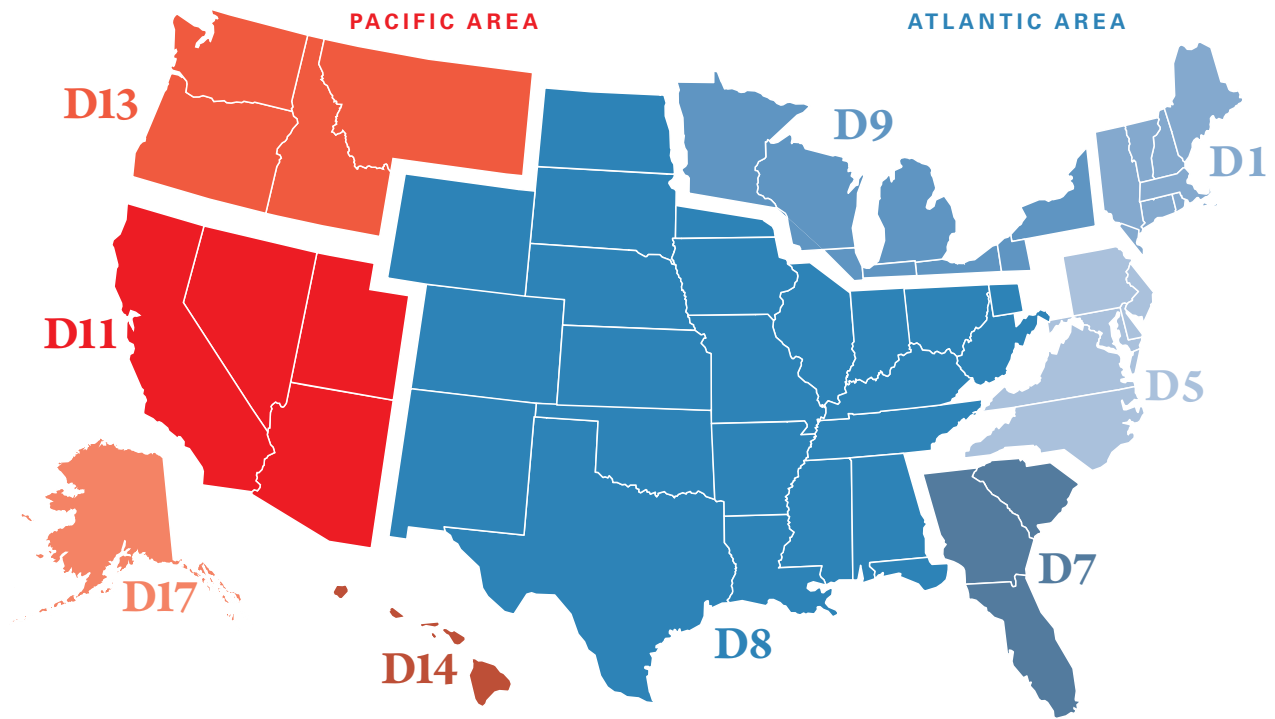 PACIFIC AREA
ATLANTIC AREA
D13
D9
D1
D11
D5
D17
D7
D14
D8